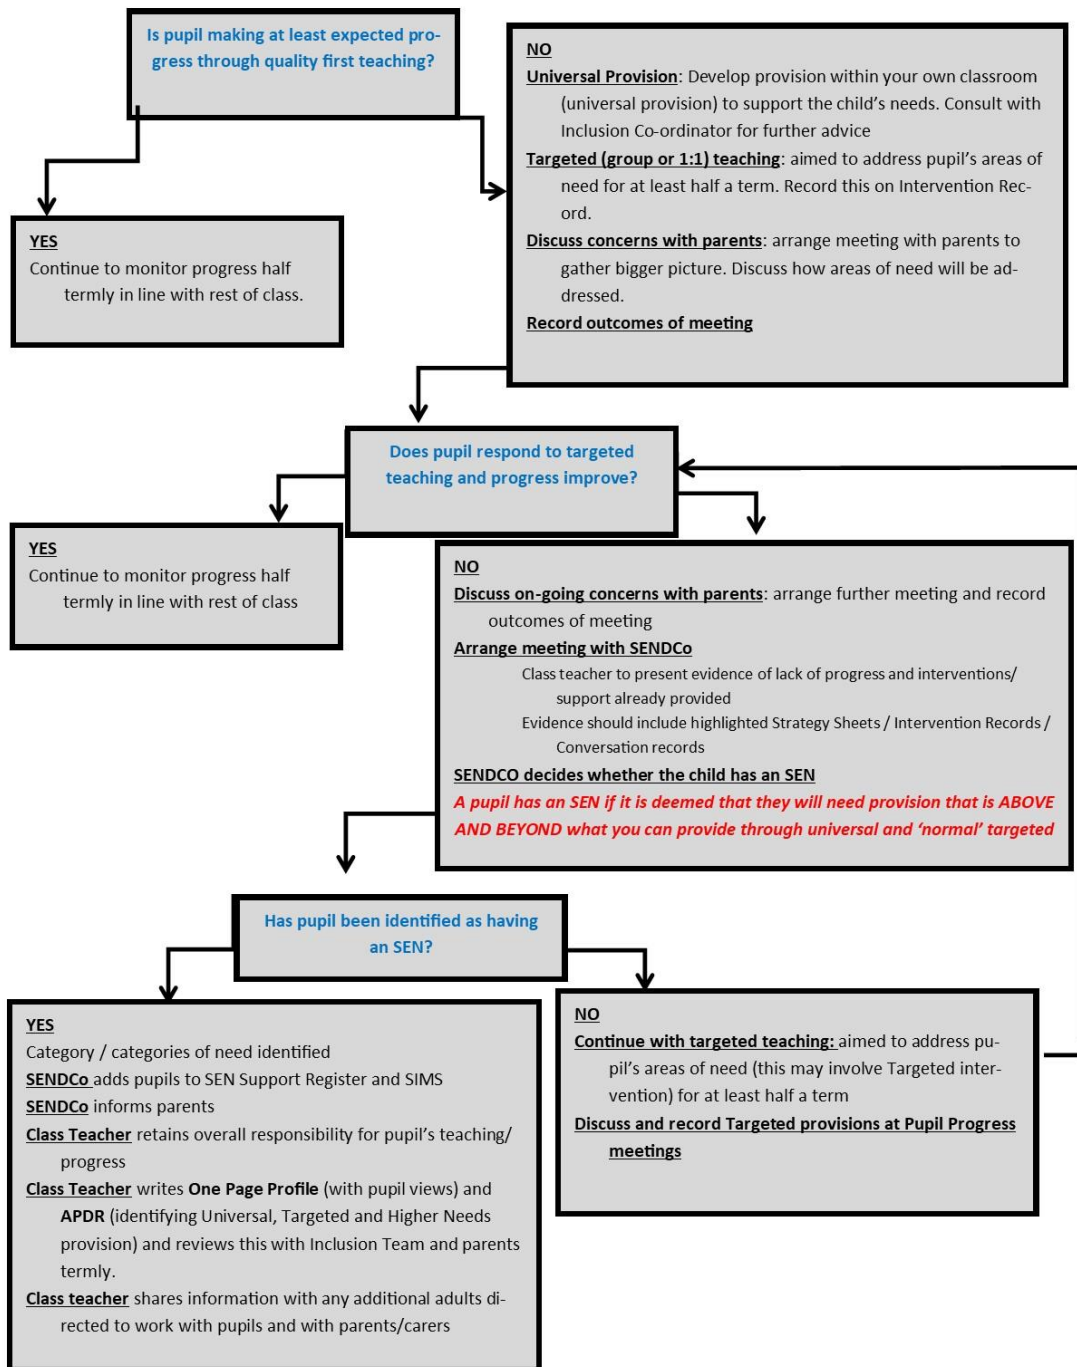 Is pupil making at least expected pro-
gress through quality first teaching?
NO
Universal Provision: Develop provision within your own classroom
(universal provision) to support the child’s needs. Consult with
Inclusion Co-ordinator for further advice
Targeted (group or 1:1) teaching: aimed to address pupil’s areas of
need for at least half a term. Record this on Intervention Rec-
ord.
Discuss concerns with parents: arrange meeting with parents to
gather bigger picture. Discuss how areas of need will be ad-
dressed.
Record outcomes of meeting
YES
Continue to monitor progress half
termly in line with rest of class.
Does pupil respond to targeted
teaching and progress improve?
YES
Continue to monitor progress half
termly in line with rest of class
NO
Discuss on-going concerns with parents: arrange further meeting and record
outcomes of meeting
Arrange meeting with SENDCo
Class teacher to present evidence of lack of progress and interventions/
support already provided
Evidence should include highlighted Strategy Sheets / Intervention Records /
Conversation records
SENDCO decides whether the child has an SEN
A pupil has an SEN if it is deemed that they will need provision that is ABOVE
AND BEYOND what you can provide through universal and ‘normal’ targeted
Has pupil been identified as having
an SEN?
YES
Category / categories of need identified
SENDCo adds pupils to SEN Support Register and SIMS
SENDCo informs parents
Class Teacher retains overall responsibility for pupil’s teaching/
progress
Class Teacher writes One Page Profile (with pupil views) and
APDR (identifying Universal, Targeted and Higher Needs
provision) and reviews this with Inclusion Team and parents
termly.
Class teacher shares information with any additional adults di-
rected to work with pupils and with parents/carers
NO
Continue with targeted teaching: aimed to address pu-
pil’s areas of need (this may involve Targeted inter-
vention) for at least half a term
Discuss and record Targeted provisions at Pupil Progress
meetings